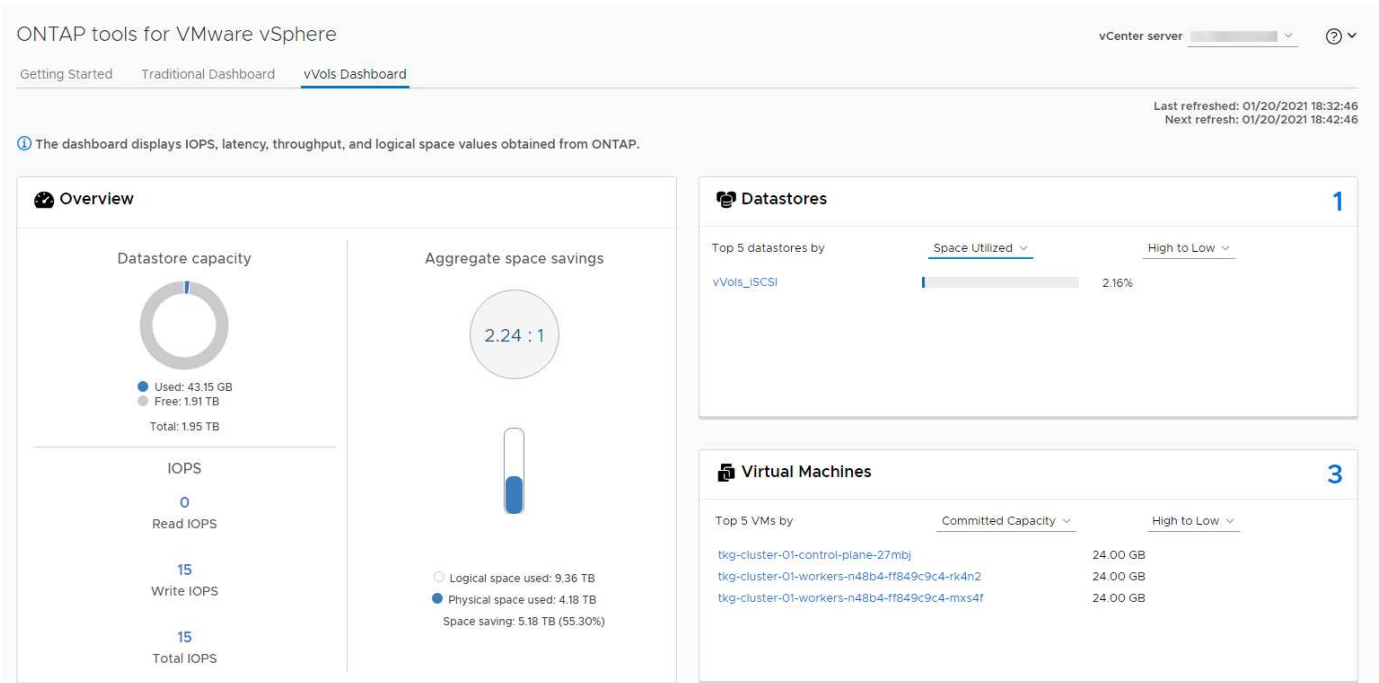 ONTAP tools for VMware vSphere
vCenter server
Getting Started Traditional Dashboard vVols Dashboard
Last refreshed: 01/20/2021 18:32:46
Next refresh: 01/20/2021 18:42:46
The dashboard displays IOPS, latency, throughput, and logical space values obtained from ONTAP.
Overview
Datastore capacity
Used: 43.15 GB
Free: 1.91 TB
Total: 1.95 TB
IOPS
0
Read IOPS
15
Write IOPS
15
Total IOPS
Aggregate space savings
2.24 : 1
Logical space used: 9.36 TB
Physical space used: 4.18 TB
Space saving: 5.18 TB (55.30%)
Datastores 1
Top 5 datastores by Space Utilized High to Low
vVols_iSCSI 2.16%
Virtual Machines 3
Top 5 VMs by Committed Capacity High to Low
tkg-cluster-01-control-plane-27mbj 24.00 GB
tkg-cluster-01-workers-n48b4-ff849c9c4-rk4n2 24.00 GB
tkg-cluster-01-workers-n48b4-ff849c9c4-mxs4f 24.00 GB